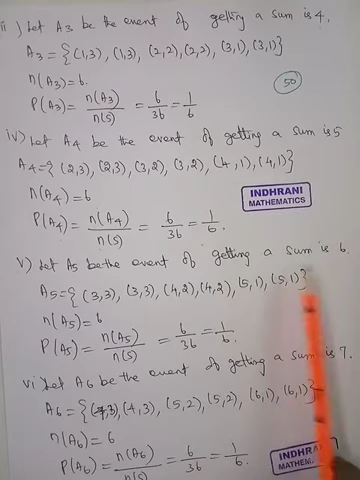 iii) Let A3 be the event of getting a sum is 4.
A3 = {(1,3), (1,3), (2,2), (2,2), (3,1), (3,1)}
n(A3) = 6.
P(A3) = n(A3)/n(S) = 6/36 = 1/6
50
iv) Let A4 be the event of getting a sum is 5
A4 = {(2,3), (2,3), (3,2), (3,2), (4,1), (4,1)}
n(A4) = 6
INDHRANI
MATHEMATICS
P(A4) = n(A4)/n(S) = 6/36 = 1/6.
v) Let A5 be the event of getting a sum is 6.
A5 = {(3,3), (3,3), (4,2), (4,2), (5,1), (5,1)}
n(A5) = 6
P(A5) = n(A5)/n(S) = 6/36 = 1/6.
vi) Let A6 be the event of getting a sum is 7.
A6 = {(4,3), (4,3), (5,2), (5,2), (6,1), (6,1)}
n(A6) = 6
P(A6) = n(A6)/n(S) = 6/36 = 1/6.
INDHRANI